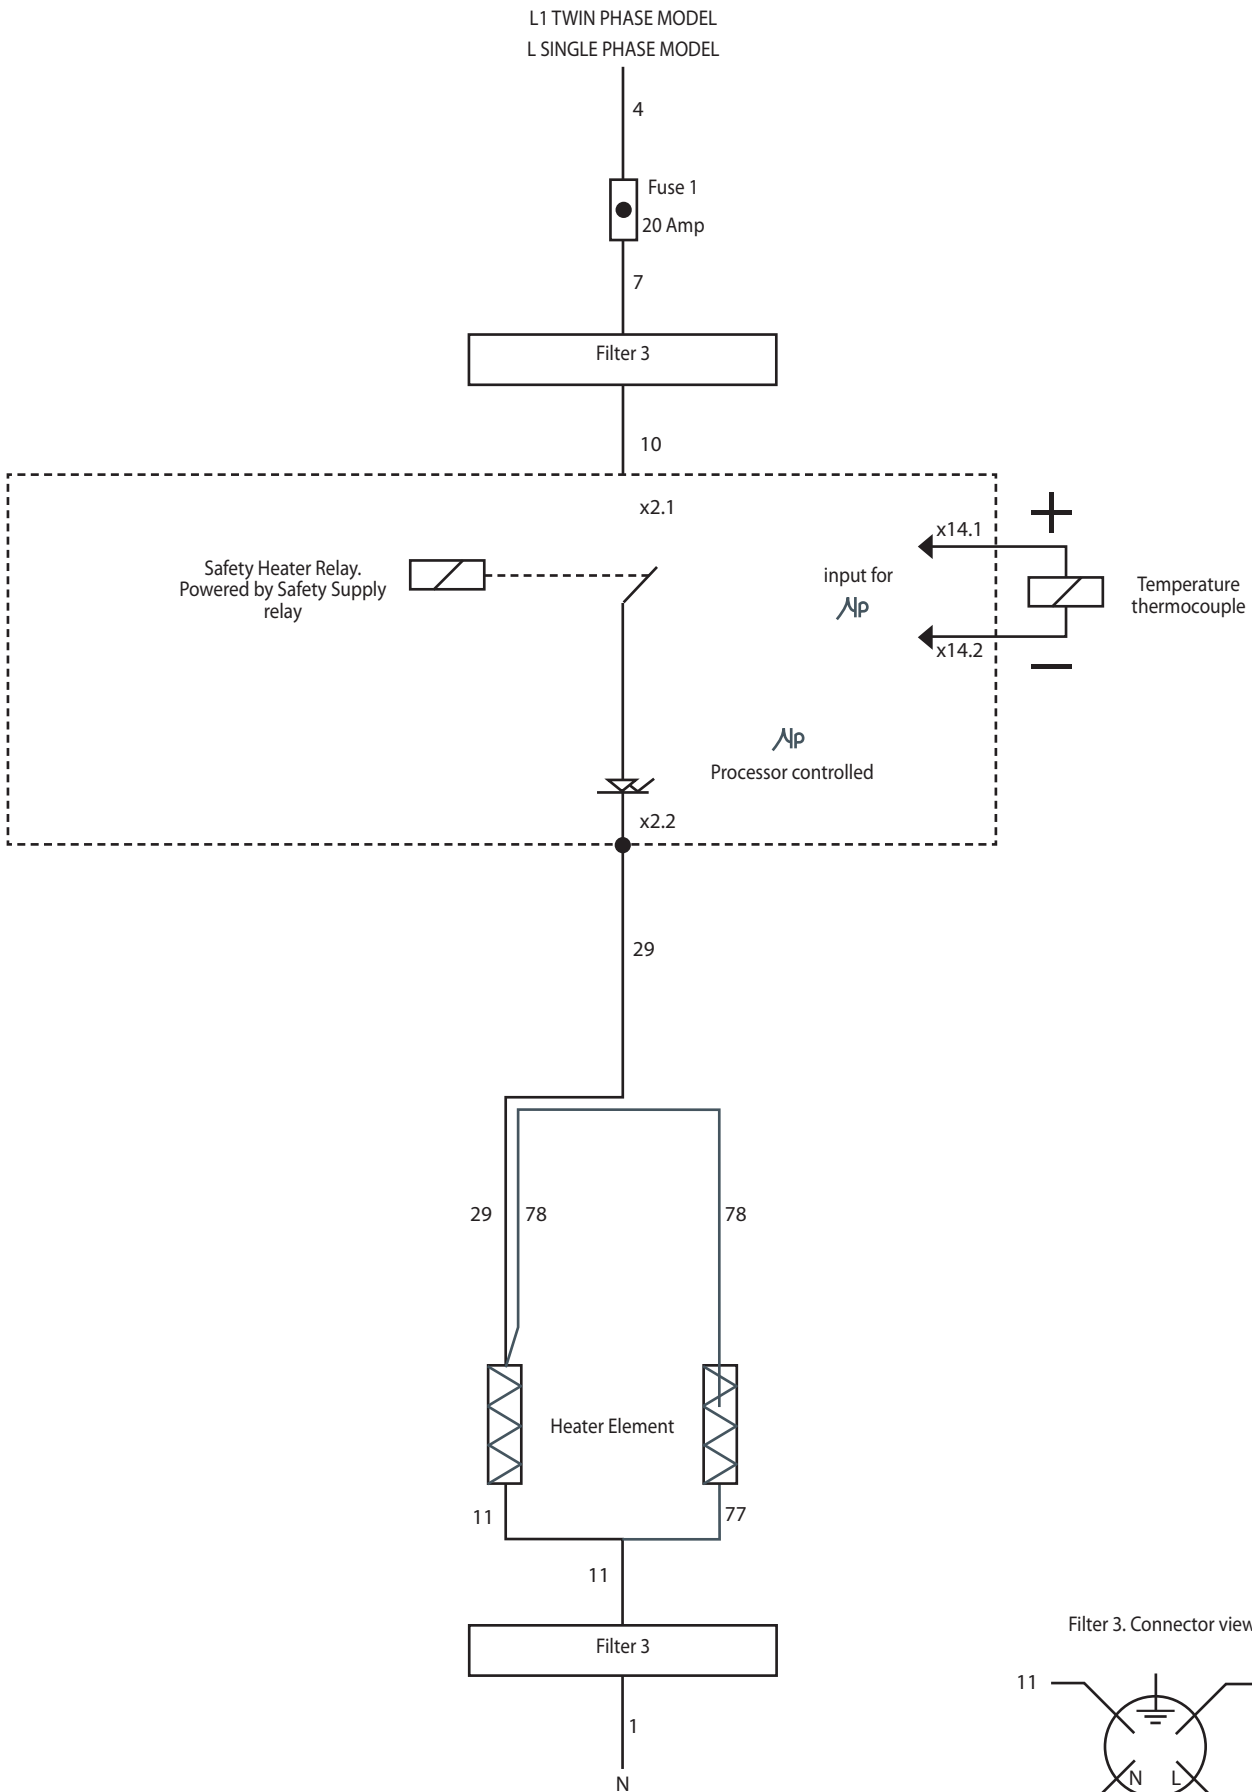 L1 TWIN PHASE MODEL
L SINGLE PHASE MODEL
4
Fuse 1
20 Amp
7
Filter 3
10
x2.1
x14.1
Safety Heater Relay.
Powered by Safety Supply
relay
input for
Temperature
thermocouple
x14.2
Processor controlled
x2.2
29
29
78
78
Heater Element
11
77
11
Filter 3
Filter 3. Connector view
11
1
N
L
N